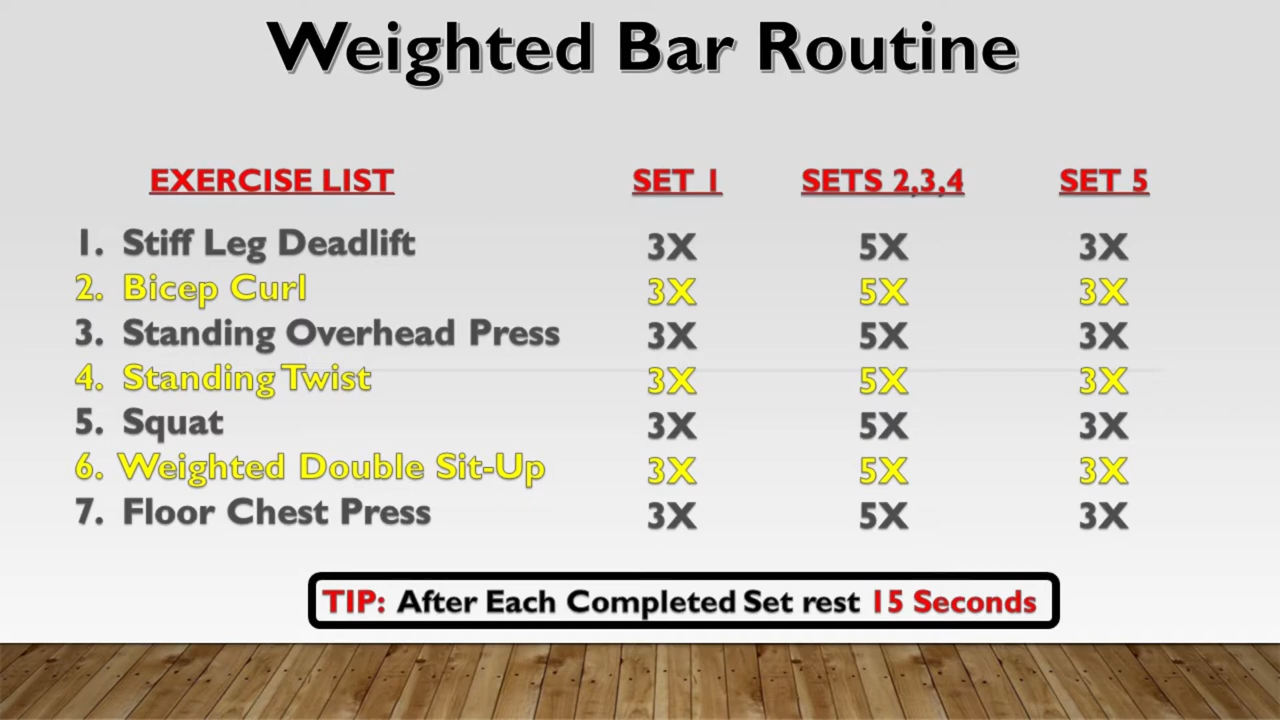 Weighted Bar Routine
EXERCISE LIST SET 1 SETS 2,3,4 SET 5
1. Stiff Leg Deadlift 3X 5X 3X
2. Bicep Curl 3X 5X 3X
3. Standing Overhead Press 3X 5X 3X
4. Standing Twist 3X 5X 3X
5. Squat 3X 5X 3X
6. Weighted Double Sit-Up 3X 5X 3X
7. Floor Chest Press 3X 5X 3X
TIP: After Each Completed Set rest 15 Seconds